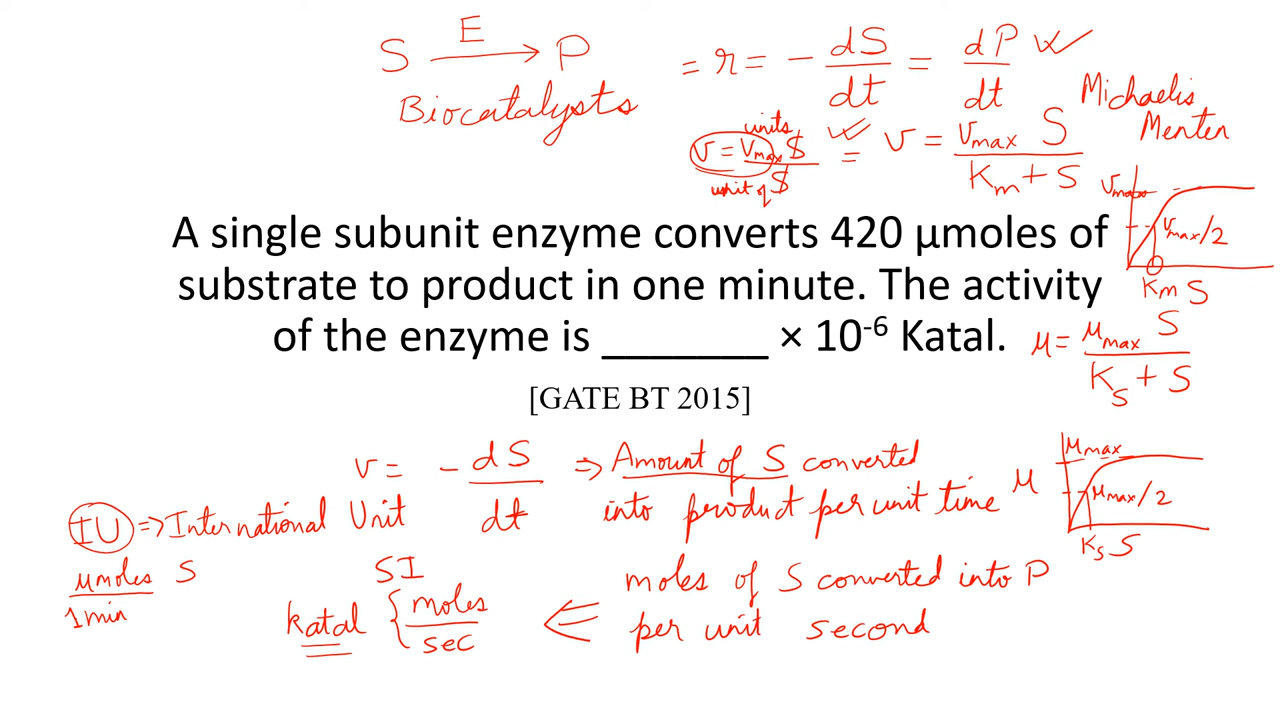 S E → P = r = - dS/dt = dP/dt
Biocatalysts
Michaelis
Menten
units
v = vmax S / unit of S = v = vmax S / Km + S
vmax
vmax/2
Km S
A single subunit enzyme converts 420 µmoles of
substrate to product in one minute. The activity
of the enzyme is _______ × 10-6 Katal.
[GATE BT 2015]
μ = μmax S / Ks + S
v = - dS/dt ⇒ Amount of S converted
into product per unit time
μ
μmax
μmax/2
Ks S
IU ⇒ International Unit
μmoles S / 1 min
SI
katal { moles / sec
⇐ moles of S converted into P
per unit second